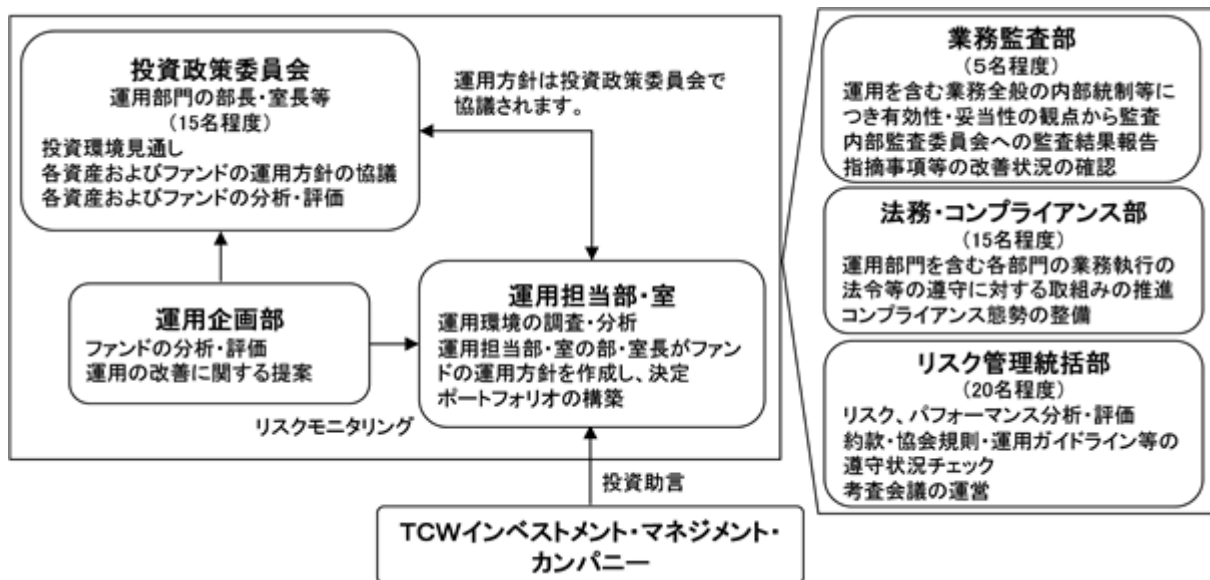 投資政策委員会
運用部門の部長・室長等
(15名程度)
投資環境見通し
各資産およびファンドの運用方針の協議
各資産およびファンドの分析・評価
運用方針は投資政策委員会で
協議されます。
運用企画部
ファンドの分析・評価
運用の改善に関する提案
リスクモニタリング
運用担当部・室
運用環境の調査・分析
運用担当部・室の部・室長がファン
ドの運用方針を作成し、決定
ポートフォリオの構築
投資助言
TCWインベストメント・マネジメント・
カンパニー
業務監査部
(5名程度)
運用を含む業務全般の内部統制等に
つき有効性・妥当性の観点から監査
内部監査委員会への監査結果報告
指摘事項等の改善状況の確認
法務・コンプライアンス部
(15名程度)
運用部門を含む各部門の業務執行の
法令等の遵守に対する取組みの推進
コンプライアンス態勢の整備
リスク管理統括部
(20名程度)
リスク、パフォーマンス分析・評価
約款・協会規則・運用ガイドライン等の
遵守状況チェック
考査会議の運営